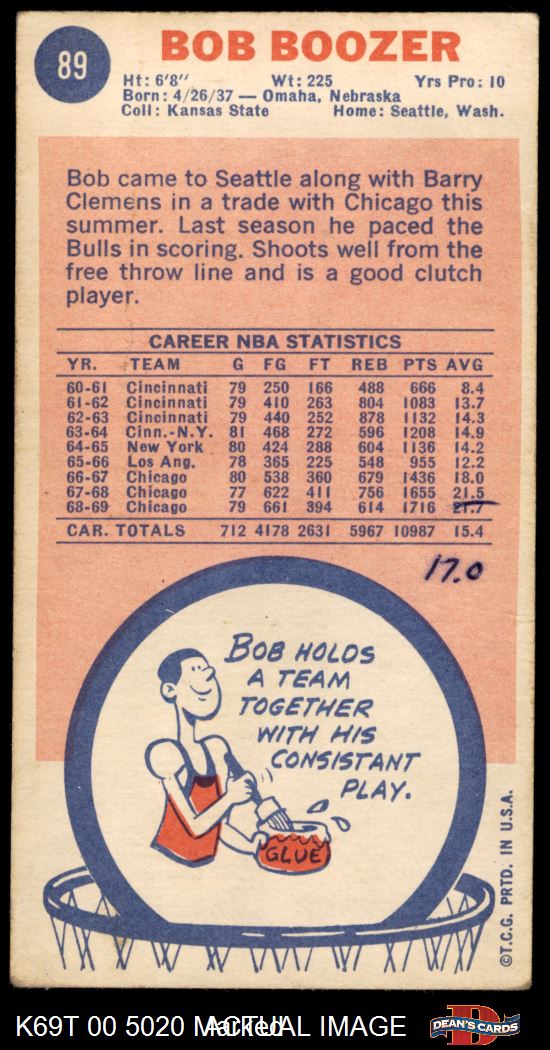 89
BOB BOOZER
Ht: 6'8" Wt: 225 Yrs Pro: 10
Born: 4/26/37 — Omaha, Nebraska
Coll: Kansas State Home: Seattle, Wash.
Bob came to Seattle along with Barry
Clemens in a trade with Chicago this
summer. Last season he paced the
Bulls in scoring. Shoots well from the
free throw line and is a good clutch
player.
CAREER NBA STATISTICS
YR. TEAM G FG FT REB PTS AVG
60-61 Cincinnati 79 250 166 488 666 8.4
61-62 Cincinnati 79 410 263 804 1083 13.7
62-63 Cincinnati 79 440 252 878 1132 14.3
63-64 Cinn.-N.Y. 81 468 272 596 1208 14.9
64-65 New York 80 424 288 604 1136 14.2
65-66 Los Ang. 78 365 225 548 955 12.2
66-67 Chicago 80 538 360 679 1436 18.0
67-68 Chicago 77 622 411 756 1655 21.5
68-69 Chicago 79 661 394 614 1716 21.7
CAR. TOTALS 712 4178 2631 5967 10987 15.4
17.0
BOB HOLDS
A TEAM
TOGETHER
WITH HIS
CONSISTANT
PLAY.
GLUE
©T.C.G. PRTD. IN U.S.A.
K69T 00 5020 Marked ACTUAL IMAGE
DEAN'S CARDS